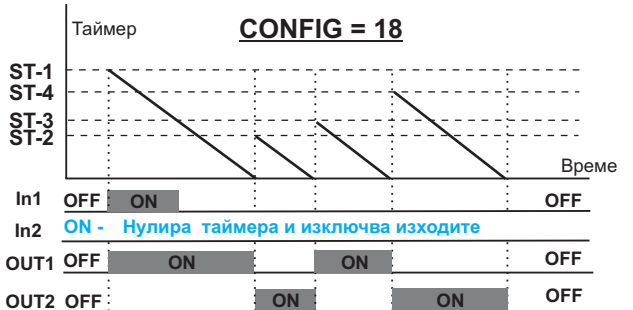 Таймер
CONFIG = 18
ST-1
ST-4
ST-3
ST-2
Време
In1 OFF ON OFF
In2 ON - Нулира таймера и изключва изходите
OUT1 OFF ON ON OFF
OUT2 OFF ON ON OFF